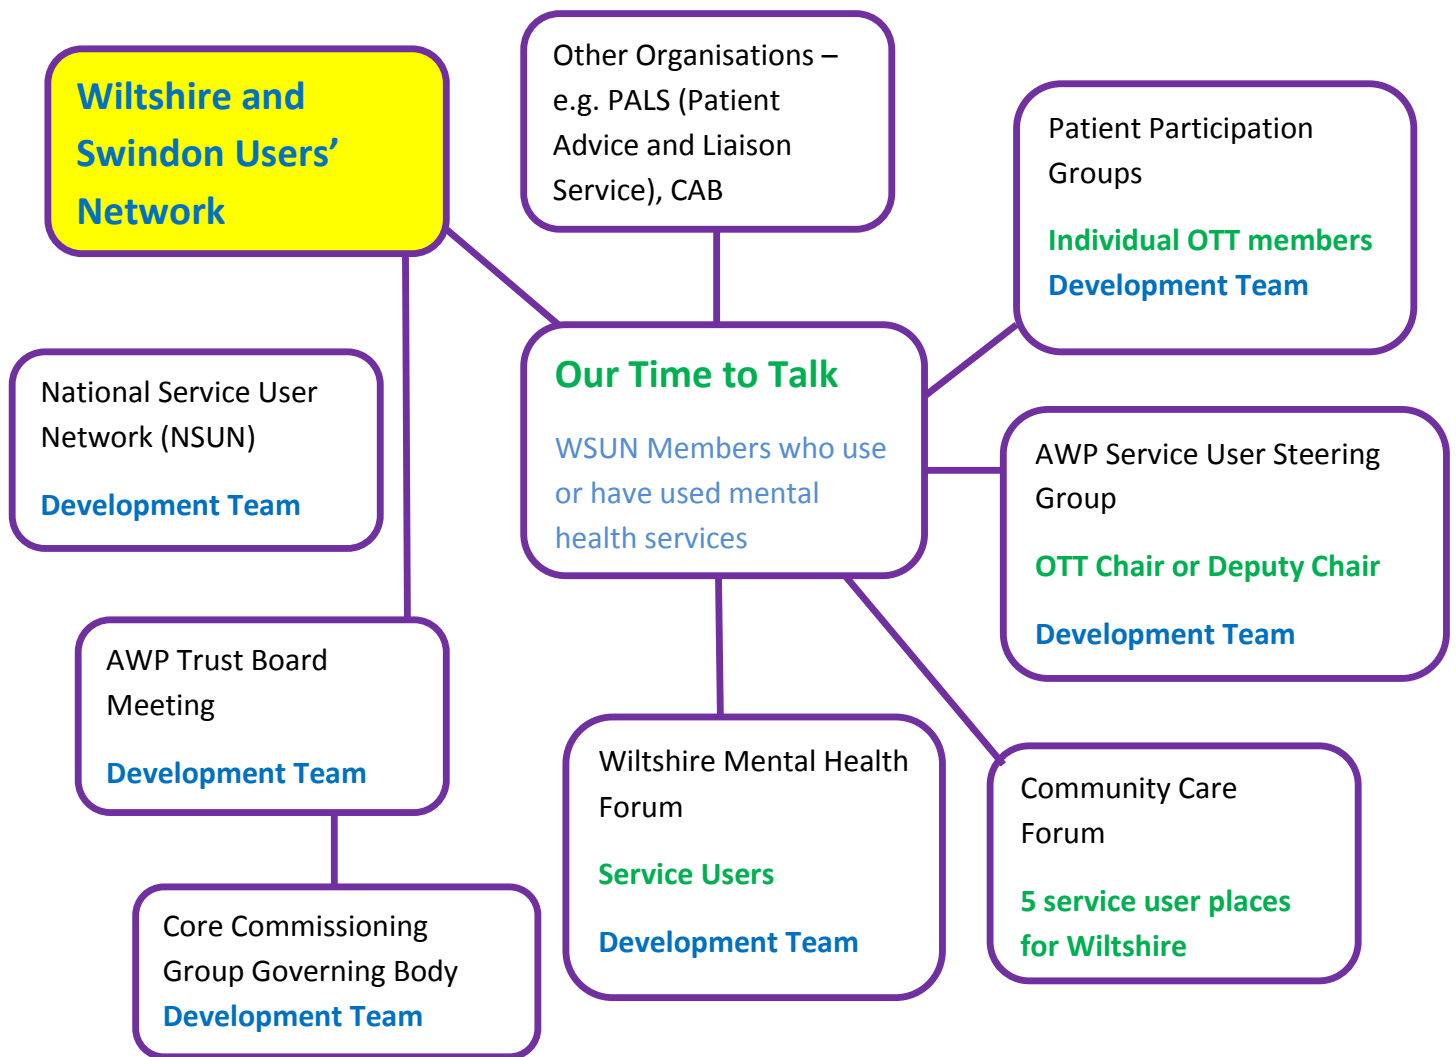 Wiltshire and
Swindon Users’
Network
Other Organisations –
e.g. PALS (Patient
Advice and Liaison
Service), CAB
Patient Participation
Groups
Individual OTT members
Development Team
National Service User
Network (NSUN)
Development Team
Our Time to Talk
WSUN Members who use
or have used mental
health services
AWP Service User Steering
Group
OTT Chair or Deputy Chair
Development Team
AWP Trust Board
Meeting
Development Team
Wiltshire Mental Health
Forum
Service Users
Development Team
Community Care
Forum
5 service user places
for Wiltshire
Core Commissioning
Group Governing Body
Development Team